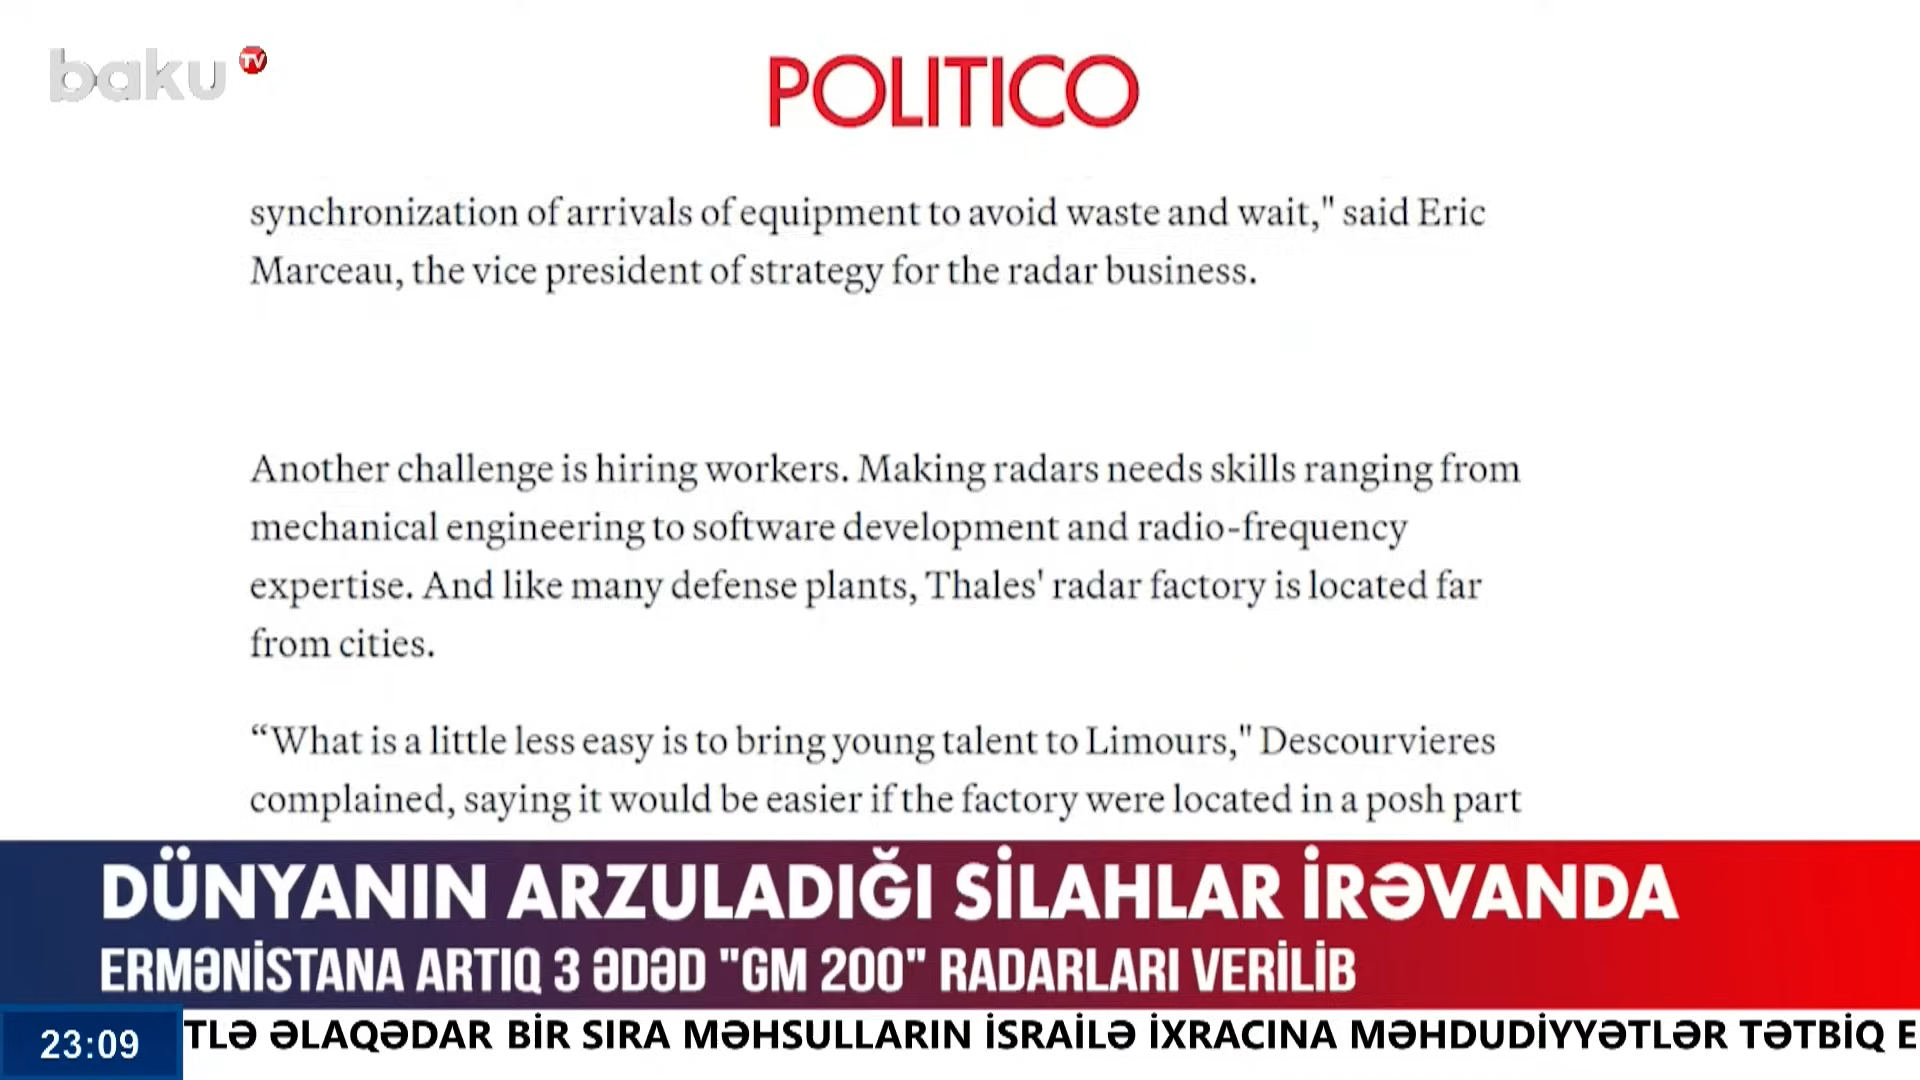 baku TV
POLITICO
synchronization of arrivals of equipment to avoid waste and wait," said Eric
Marceau, the vice president of strategy for the radar business.
Another challenge is hiring workers. Making radars needs skills ranging from
mechanical engineering to software development and radio-frequency
expertise. And like many defense plants, Thales' radar factory is located far
from cities.
“What is a little less easy is to bring young talent to Limours," Descourvieres
complained, saying it would be easier if the factory were located in a posh part
DÜNYANIN ARZULADIĞI SİLAHLAR İRƏVANDA
ERMƏNİSTANA ARTIQ 3 ƏDƏD "GM 200" RADARLARI VERİLİB
23:09 TLƏ ƏLAQƏDAR BİR SIRA MƏHSULLARIN İSRAİLƏ İXRACINA MƏHDUDİYYƏTLƏR TƏTBİQ E